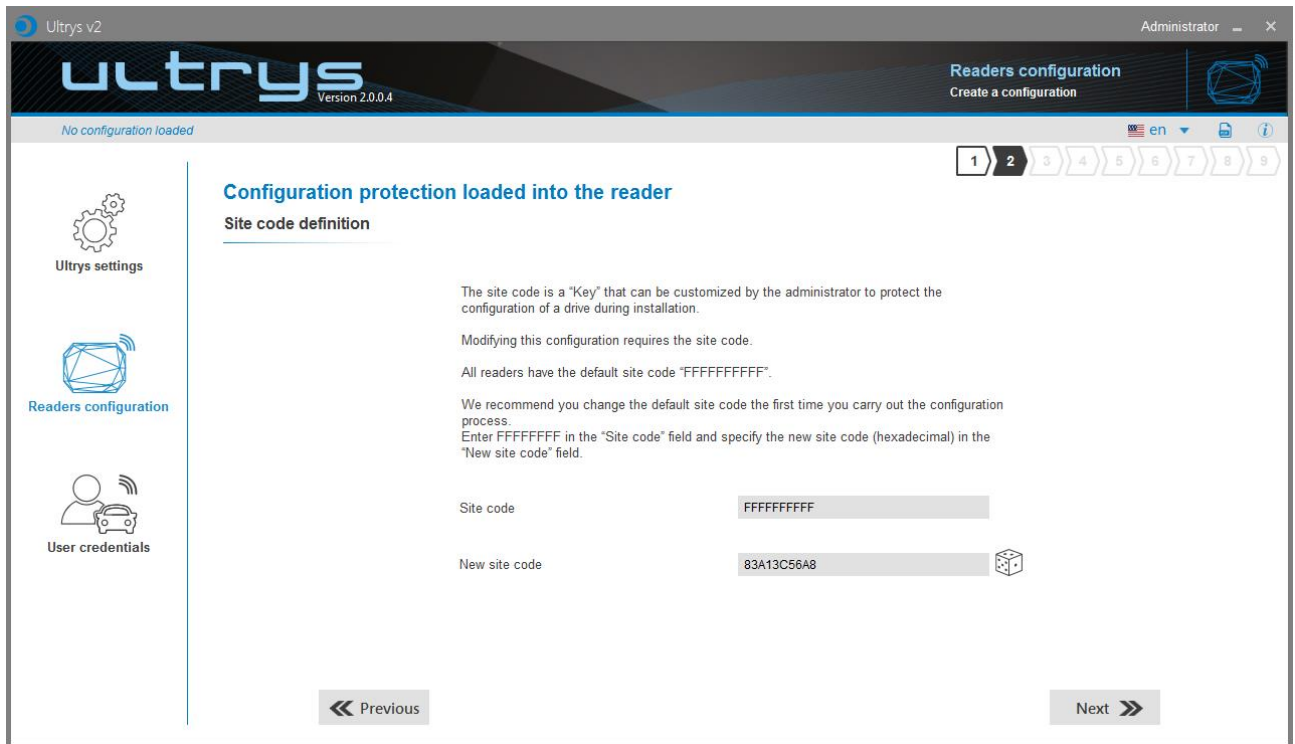 Ultrys v2
Administrator
ultrys
Version 2.0.0.4
Readers configuration
Create a configuration
No configuration loaded
en
1 2 3 4 5 6 7 8 9
Configuration protection loaded into the reader
Site code definition
Ultrys settings
Readers configuration
User credentials
The site code is a “Key” that can be customized by the administrator to protect the
configuration of a drive during installation.
Modifying this configuration requires the site code.
All readers have the default site code “FFFFFFFFFF”.
We recommend you change the default site code the first time you carry out the configuration
process.
Enter FFFFFFFF in the “Site code” field and specify the new site code (hexadecimal) in the
“New site code” field.
Site code
FFFFFFFFFF
New site code
83A13C56A8
Previous
Next